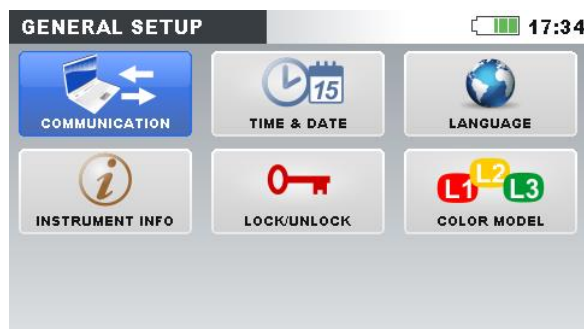 GENERAL SETUP 17:34
15
COMMUNICATION TIME & DATE LANGUAGE
i
L1 L2 L3
INSTRUMENT INFO LOCK/UNLOCK COLOR MODEL